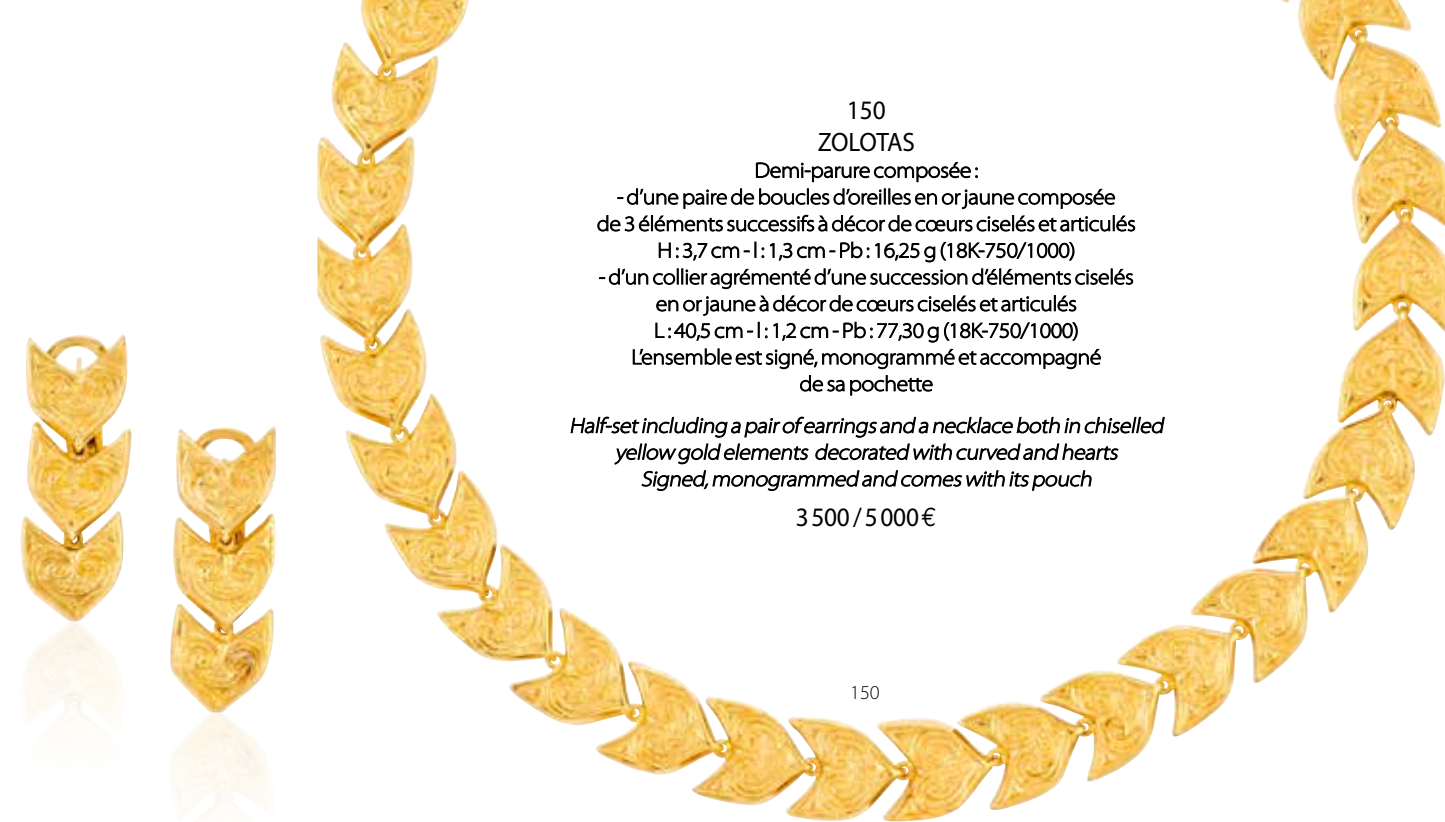 150
ZOLOTAS
Demi-parure composée :
- d’une paire de boucles d’oreilles en or jaune composée
de 3 éléments successifs à décor de cœurs ciselés et articulés
H : 3,7 cm - l : 1,3 cm - Pb : 16,25 g (18K-750/1000)
- d’un collier agrémenté d’une succession d’éléments ciselés
en or jaune à décor de cœurs ciselés et articulés
L : 40,5 cm - l : 1,2 cm - Pb : 77,30 g (18K-750/1000)
L’ensemble est signé, monogrammé et accompagné
de sa pochette
Half-set including a pair of earrings and a necklace both in chiselled
yellow gold elements decorated with curved and hearts
Signed, monogrammed and comes with its pouch
3 500 / 5 000 €
150